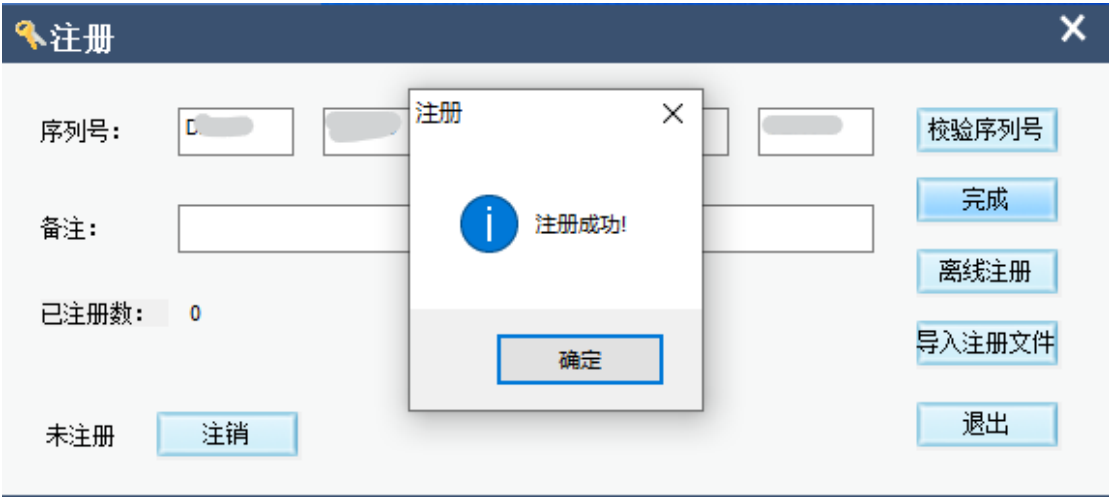 注册
序列号：
D
校验序列号
注册
注册成功!
确定
完成
备注：
离线注册
已注册数： 0
导入注册文件
未注册
注销
退出